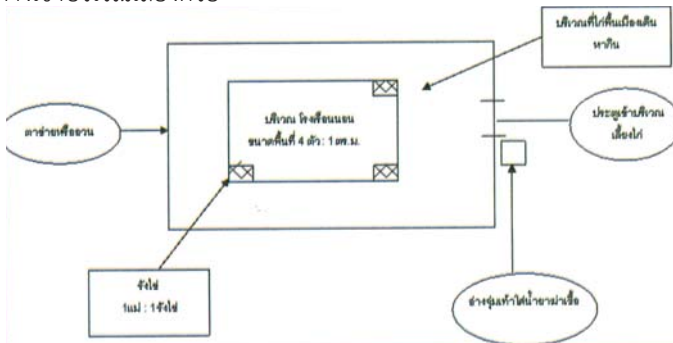 บริเวณที่ไก่พื้นเมืองเดิน
หากิน
ตาข่ายหรืออวน
บริเวณ โรงเรือนนอน
ขนาดพื้นที่ 4 ตัว : 1 ตร.ม.
ประตูเข้าบริเวณ
เลี้ยงไก่
รังไข่
1แม่ : 1รังไข่
อ่างจุ่มเท้าใส่น้ำยาฆ่าเชื้อ